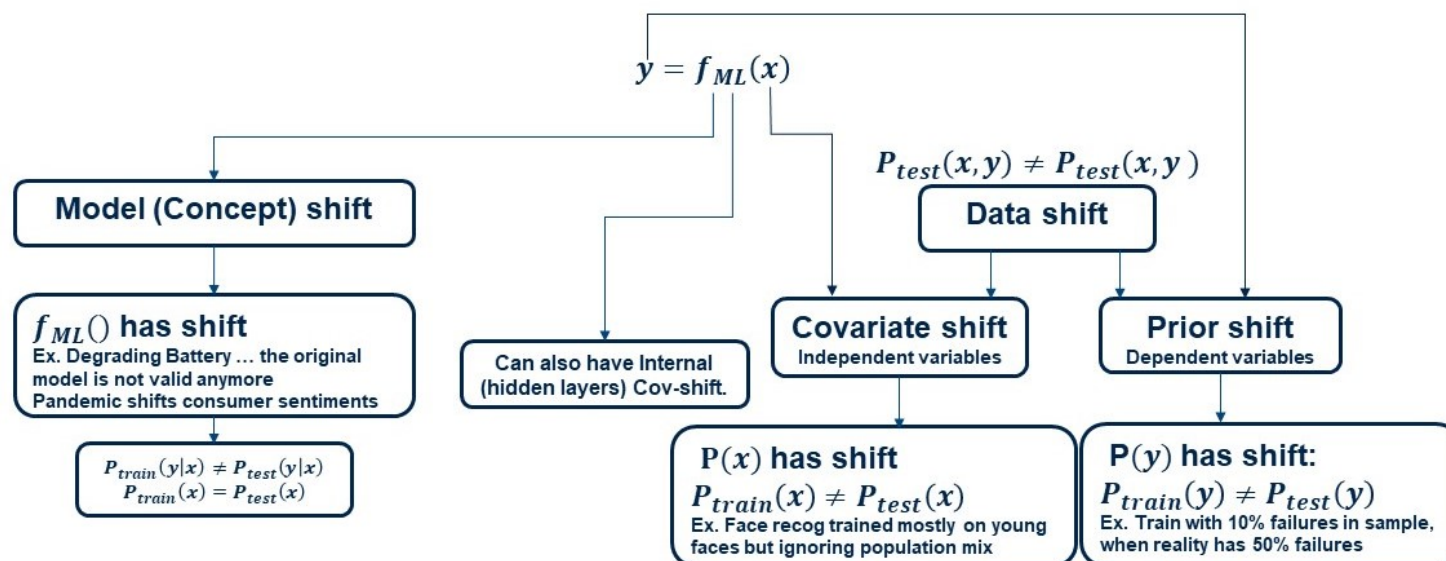 y = f_ML(x)
P_test(x, y) ≠ P_test(x, y )
Model (Concept) shift
Data shift
f_ML() has shift
Ex. Degrading Battery … the original
model is not valid anymore
Pandemic shifts consumer sentiments
Can also have Internal
(hidden layers) Cov-shift.
Covariate shift
Independent variables
Prior shift
Dependent variables
P_train(y|x) ≠ P_test(y|x)
P_train(x) = P_test(x)
P(x) has shift
P_train(x) ≠ P_test(x)
Ex. Face recog trained mostly on young
faces but ignoring population mix
P(y) has shift:
P_train(y) ≠ P_test(y)
Ex. Train with 10% failures in sample,
when reality has 50% failures